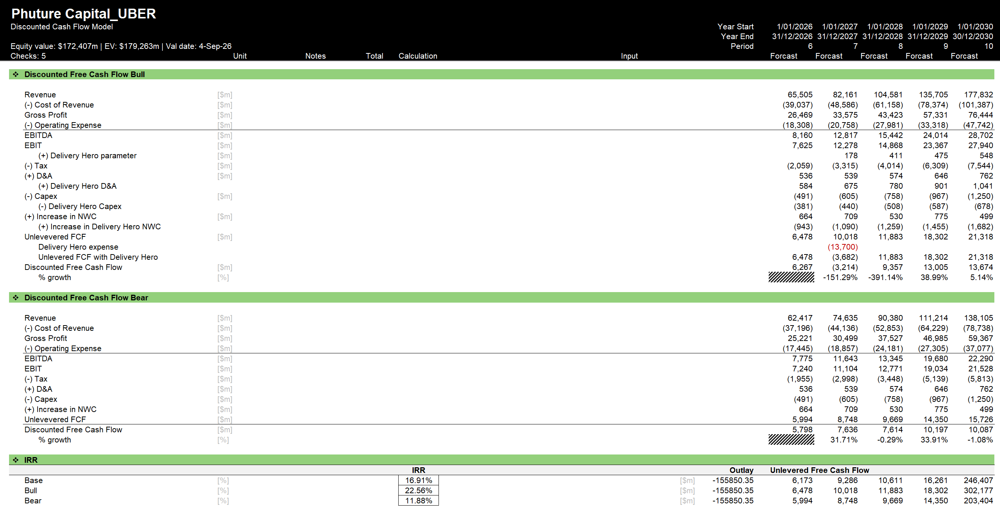 Phuture Capital_UBER
Discounted Cash Flow Model
Year Start 1/01/2026 1/01/2027 1/01/2028 1/01/2029 1/01/2030
Year End 31/12/2026 31/12/2027 31/12/2028 31/12/2029 30/12/2030
Equity value: $172,407m | EV: $179,263m | Val date: 4-Sep-26 Period 6 7 8 9 10
Checks: 5 Unit Notes Total Calculation Input Forcast Forcast Forcast Forcast Forcast
❖ Discounted Free Cash Flow Bull
Revenue [$m] 65,505 82,161 104,581 135,705 177,832
(-) Cost of Revenue [$m] (39,037) (48,586) (61,158) (78,374) (101,387)
Gross Profit [$m] 26,469 33,575 43,423 57,331 76,444
(-) Operating Expense [$m] (18,308) (20,758) (27,981) (33,318) (47,742)
EBITDA [$m] 8,160 12,817 15,442 24,014 28,702
EBIT [$m] 7,625 12,278 14,868 23,367 27,940
(+) Delivery Hero parameter [$m] 178 411 475 548
(-) Tax [$m] (2,059) (3,315) (4,014) (6,309) (7,544)
(+) D&A [$m] 536 539 574 646 762
(+) Delivery Hero D&A 584 675 780 901 1,041
(-) Capex [$m] (491) (605) (758) (967) (1,250)
(-) Delivery Hero Capex (381) (440) (508) (587) (678)
(+) Increase in NWC [$m] 664 709 530 775 499
(+) Increase in Delivery Hero NWC (943) (1,090) (1,259) (1,455) (1,682)
Unlevevered FCF [$m] 6,478 10,018 11,883 18,302 21,318
Delivery Hero expense (13,700)
Unlevered FCF with Delivery Hero 6,478 (3,682) 11,883 18,302 21,318
Discounted Free Cash Flow [$m] 6,267 (3,214) 9,357 13,005 13,674
% growth [%] -151.29% -391.14% 38.99% 5.14%
❖ Discounted Free Cash Flow Bear
Revenue [$m] 62,417 74,635 90,380 111,214 138,105
(-) Cost of Revenue [$m] (37,196) (44,136) (52,853) (64,229) (78,738)
Gross Profit [$m] 25,221 30,499 37,527 46,985 59,367
(-) Operating Expense [$m] (17,445) (18,857) (24,181) (27,305) (37,077)
EBITDA [$m] 7,775 11,643 13,345 19,680 22,290
EBIT [$m] 7,240 11,104 12,771 19,034 21,528
(-) Tax [$m] (1,955) (2,998) (3,448) (5,139) (5,813)
(+) D&A [$m] 536 539 574 646 762
(-) Capex [$m] (491) (605) (758) (967) (1,250)
(+) Increase in NWC [$m] 664 709 530 775 499
Unlevevered FCF [$m] 5,994 8,748 9,669 14,350 15,726
Discounted Free Cash Flow [$m] 5,798 7,636 7,614 10,197 10,087
% growth [%] 31.71% -0.29% 33.91% -1.08%
❖ IRR
IRR Outlay Unlevered Free Cash Flow
Base [%] 16.91% [$m] -155850.35 6,173 9,286 10,611 16,261 246,407
Bull [%] 22.56% [$m] -155850.35 6,478 10,018 11,883 18,302 302,177
Bear [%] 11.88% [$m] -155850.35 5,994 8,748 9,669 14,350 203,404